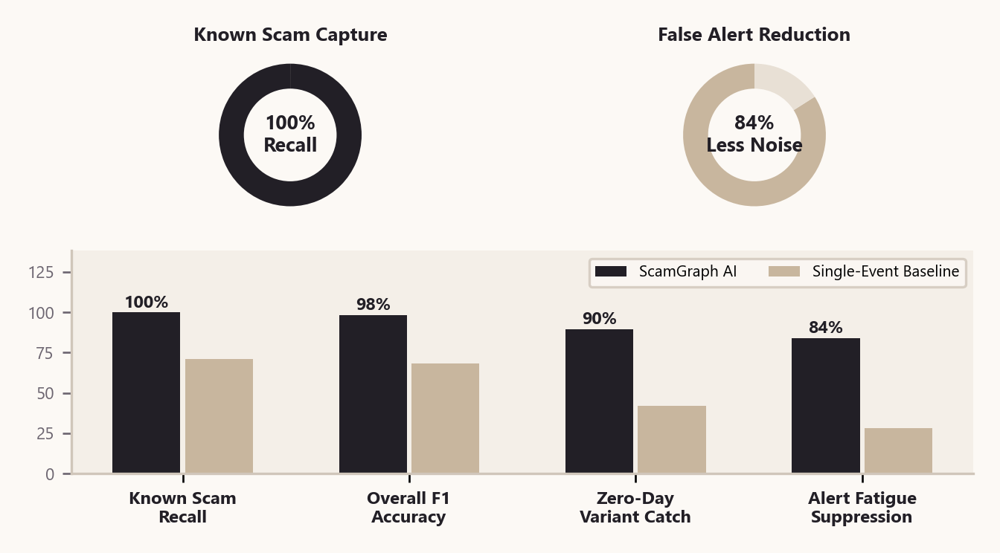 Known Scam Capture
False Alert Reduction
100%
Recall
84%
Less Noise
ScamGraph AI
Single-Event Baseline
125
100
75
50
25
0
100%
98%
90%
84%
Known Scam
Recall
Overall F1
Accuracy
Zero-Day
Variant Catch
Alert Fatigue
Suppression